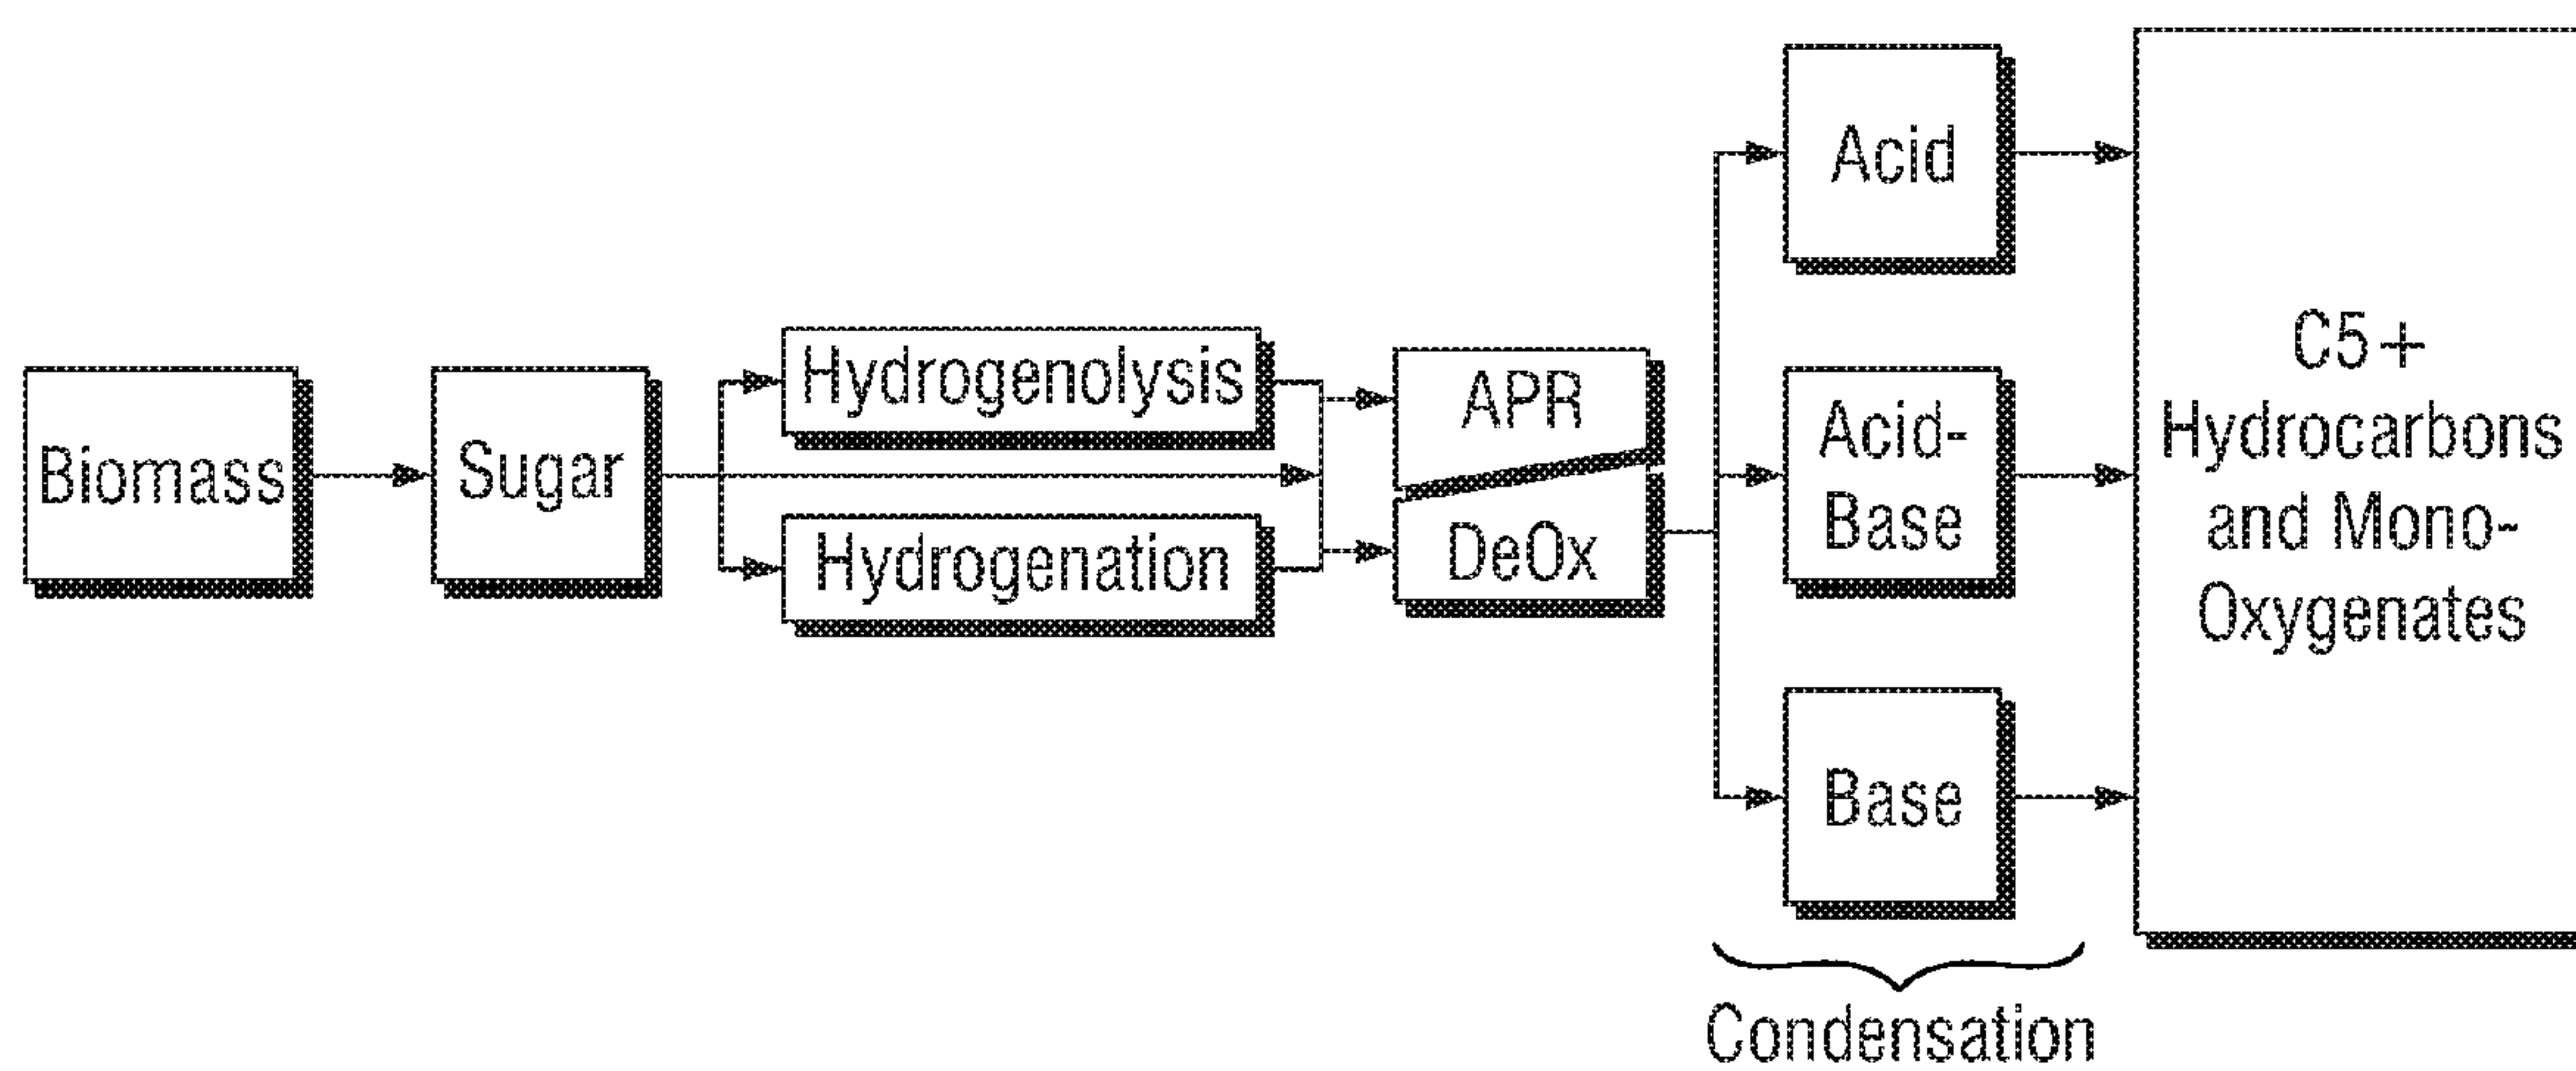 Biomass
Sugar
Hydrogenolysis
Hydrogenation
APR
DeOx
Acid
Acid-
Base
Base
Condensation
C5+
Hydrocarbons
and Mono-
Oxygenates